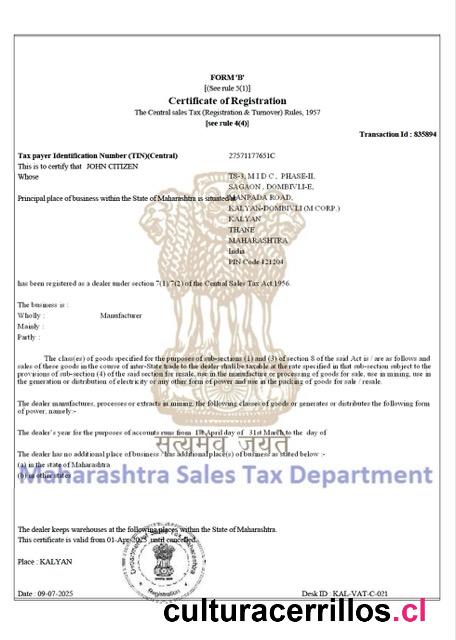 FORM'B'
[(See rule 5(1)]
Certificate of Registration
The Central sales Tax (Registration & Turnover) Rules, 1957
[see rule 4(4)]
Transaction Id : 835894
Tax payer Identification Number (TIN)(Central) 27571177651C
This is to certify that JOHN CITIZEN
Whose TS-3, M I D C , PHASE-II,
SAGAON , DOMBIVLI-E,
Principal place of business within the State of Maharashtra is situated at MANPADA ROAD,
KALYAN-DOMBIVLI (M CORP.)
KALYAN
THANE
MAHARASHTRA
India
PIN Code 421204
has been registered as a dealer under section 7(1)/7(2) of the Central Sales Tax Act 1956.
The business is :
Wholly : Manufacturer
Mainly :
Partly :
The class(es) of goods specified for the purposes of sub-sections (1) and (3) of section 8 of the said Act is / are as follows and
sales of these goods in the course of inter-State trade to the dealer shall be taxable at the rate specified in that sub-section subject to the
provisions of sub-section (4) of the said section for resale, use in the manufacture or processing of goods for sale, use in mining, use in
the generation or distribution of electricity or any other form of power and use in the packing of goods for sale / resale.
The dealer manufactures, processes or extracts in mining, the following classes of goods or generates or distributes the following form
of power, namely:-
The dealer's year for the purposes of accounts runs from 1st April day of 31st March to the day of
सत्यमेव जयते
The dealer has no additional place of business / has additional place(s) of business as stated below :-
(a) in the state of Maharashtra
Maharashtra Sales Tax Department
(b) in other states
The dealer keeps warehouses at the following places within the State of Maharashtra.
This certificate is valid from 01-Apr-2025 until cancelled.
Place : KALYAN
Registration
Date : 09-07-2025 Desk ID : KAL-VAT-C-021
culturacerrillos.cl